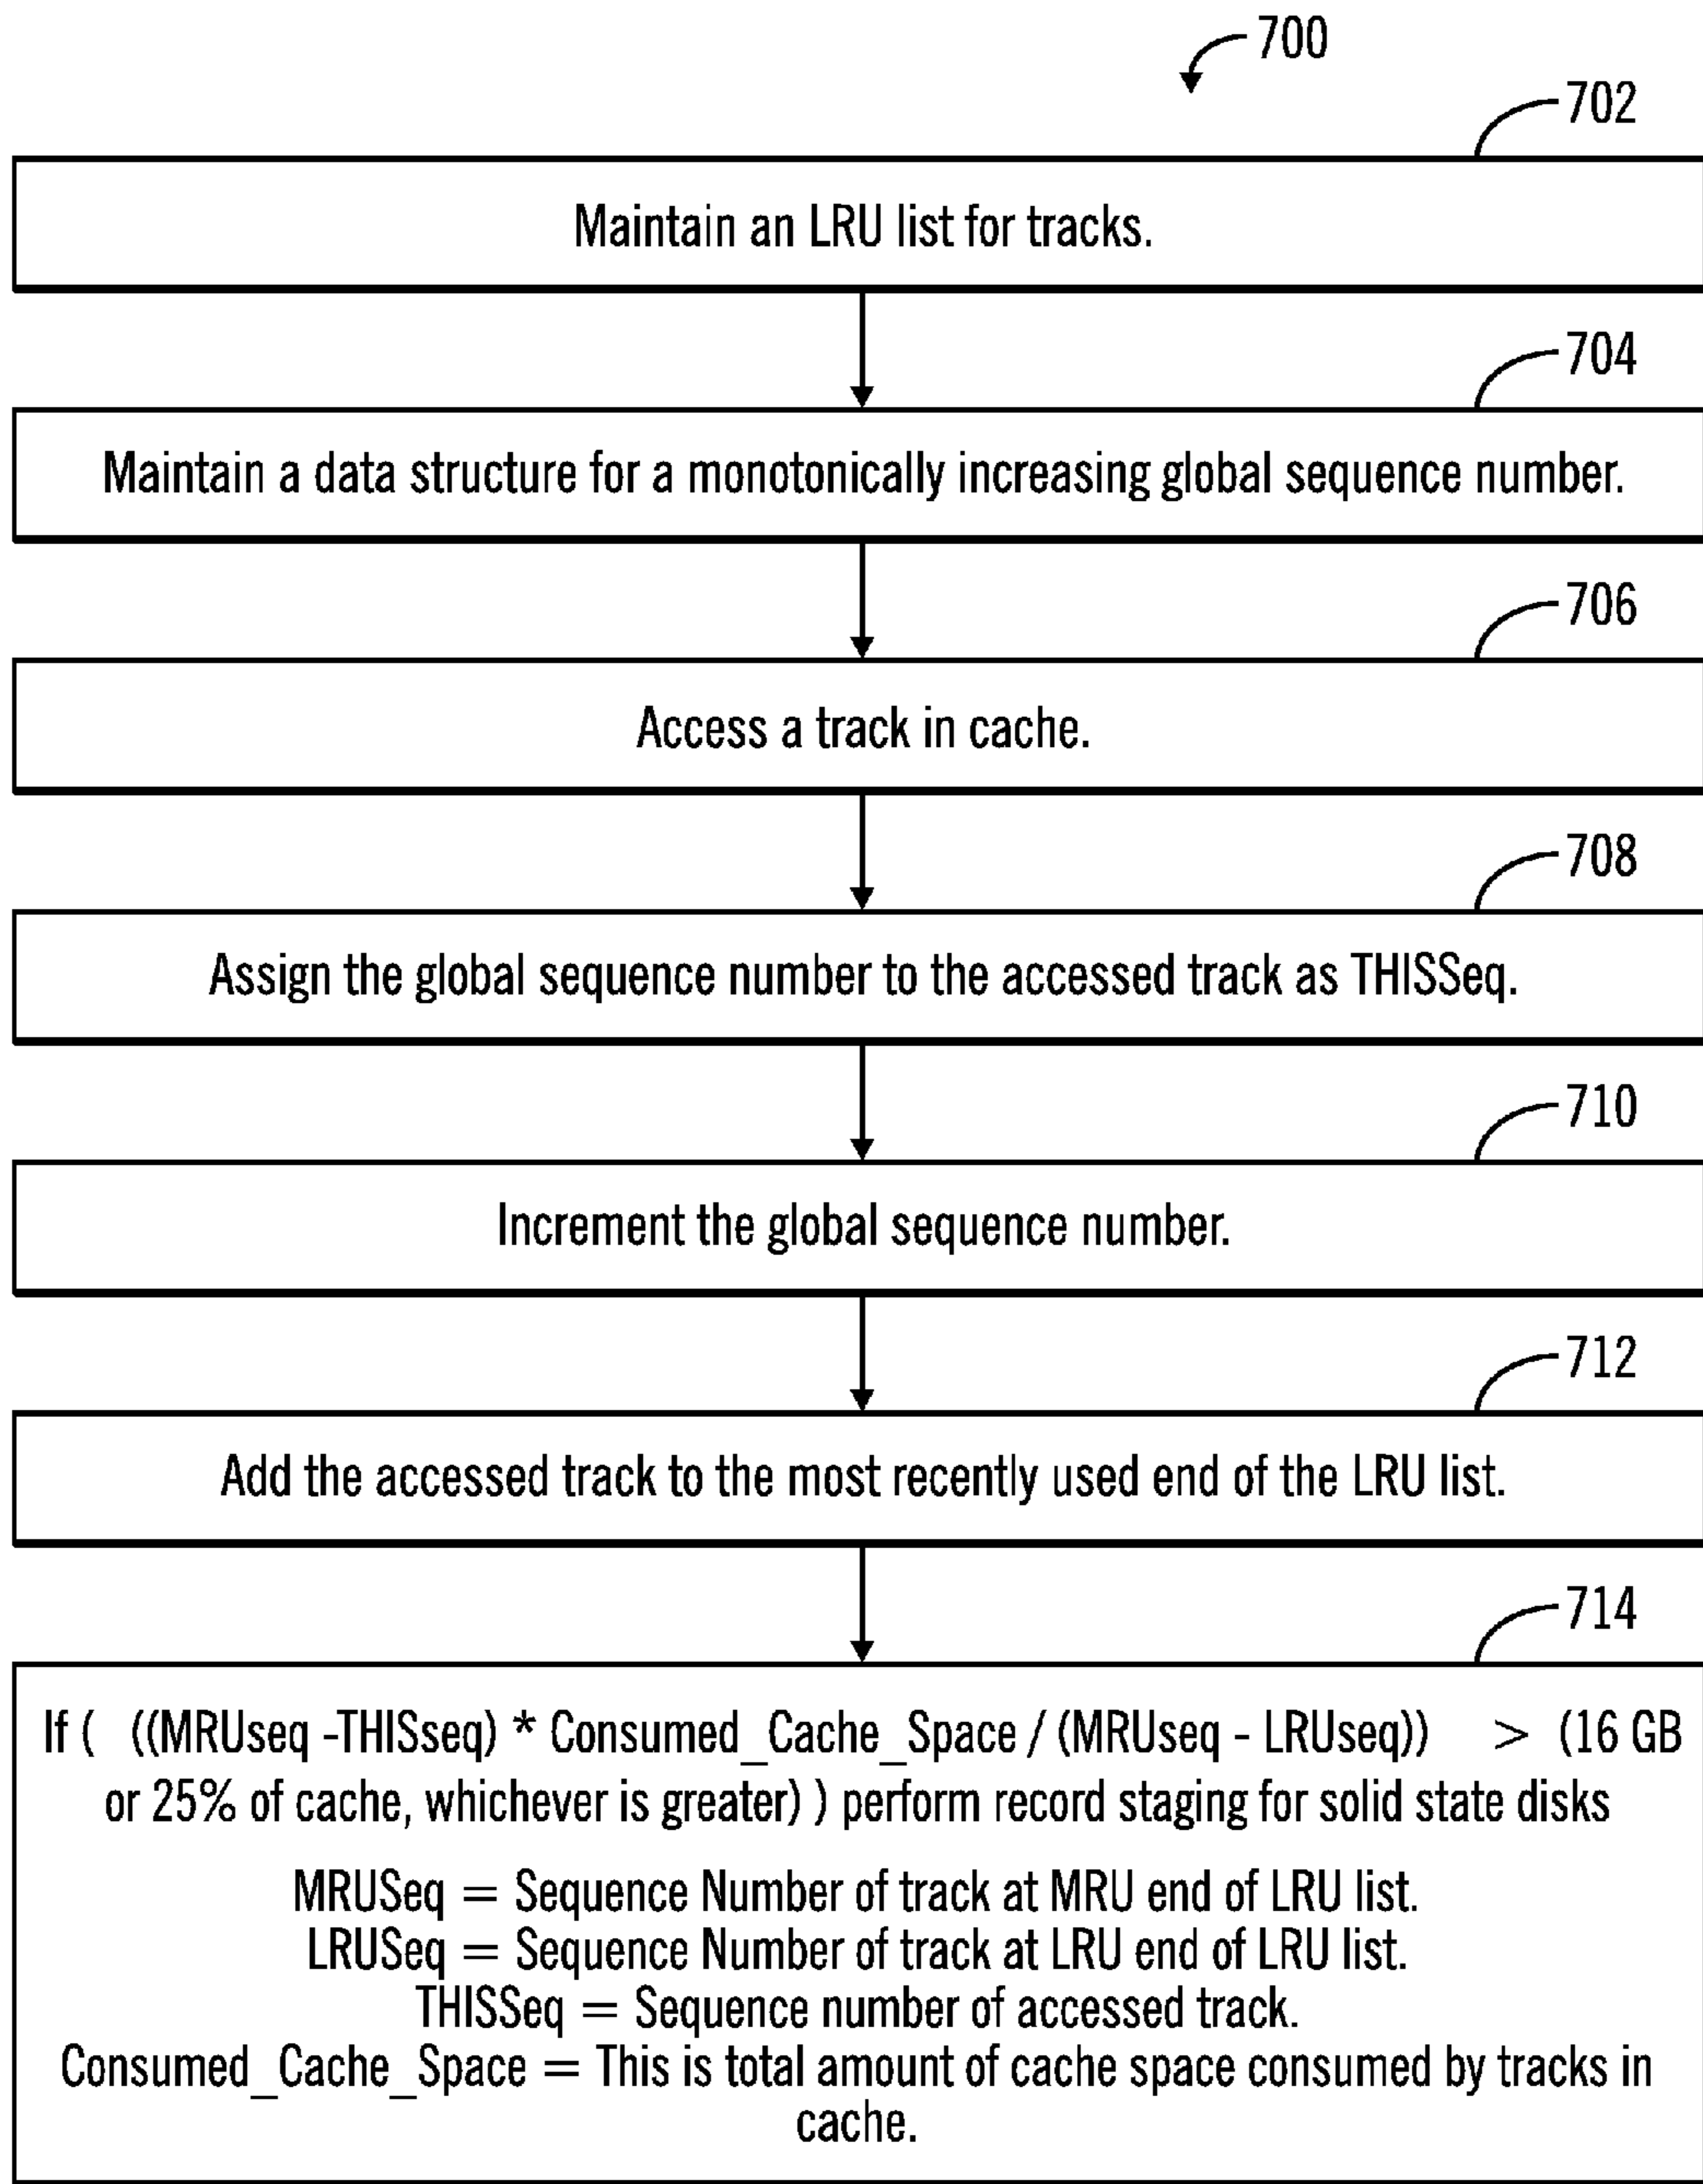 700
702
Maintain an LRU list for tracks.
704
Maintain a data structure for a monotonically increasing global sequence number.
706
Access a track in cache.
708
Assign the global sequence number to the accessed track as THISSeq.
710
Increment the global sequence number.
712
Add the accessed track to the most recently used end of the LRU list.
714
If ( ((MRUseq -THISseq) * Consumed_Cache_Space / (MRUseq - LRUseq)) > (16 GB
or 25% of cache, whichever is greater) ) perform record staging for solid state disks
MRUSeq = Sequence Number of track at MRU end of LRU list.
LRUSeq = Sequence Number of track at LRU end of LRU list.
THISSeq = Sequence number of accessed track.
Consumed_Cache_Space = This is total amount of cache space consumed by tracks in
cache.